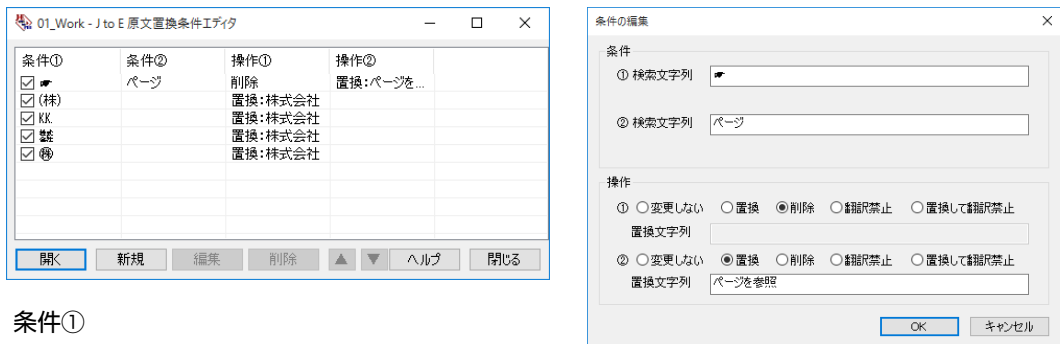 01_Work - J to E 原文置換条件エディタ
条件① 条件② 操作① 操作②
☛ ページ 削除 置換:ページを...
(株) 置換:株式会社
KK. 置換:株式会社
㍿ 置換:株式会社
㊑ 置換:株式会社
開く 新規 編集 削除 ▲ ▼ ヘルプ 閉じる
条件①
条件の編集
条件
① 検索文字列 ☛
② 検索文字列 ページ
操作
① 変更しない 置換 削除 翻訳禁止 置換して翻訳禁止
置換文字列
② 変更しない 置換 削除 翻訳禁止 置換して翻訳禁止
置換文字列 ページを参照
OK キャンセル